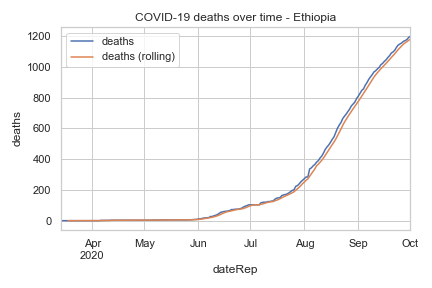 COVID-19 deaths over time - Ethiopia
deaths
deaths (rolling)
1200
1000
800
600
400
200
0
deaths
Apr May Jun Jul Aug Sep Oct
2020
dateRep